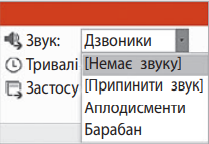 Звук: Дзвоники
Тривалі [Немає звуку]
Застосу [Припинити звук]
Аплодисменти
Барабан